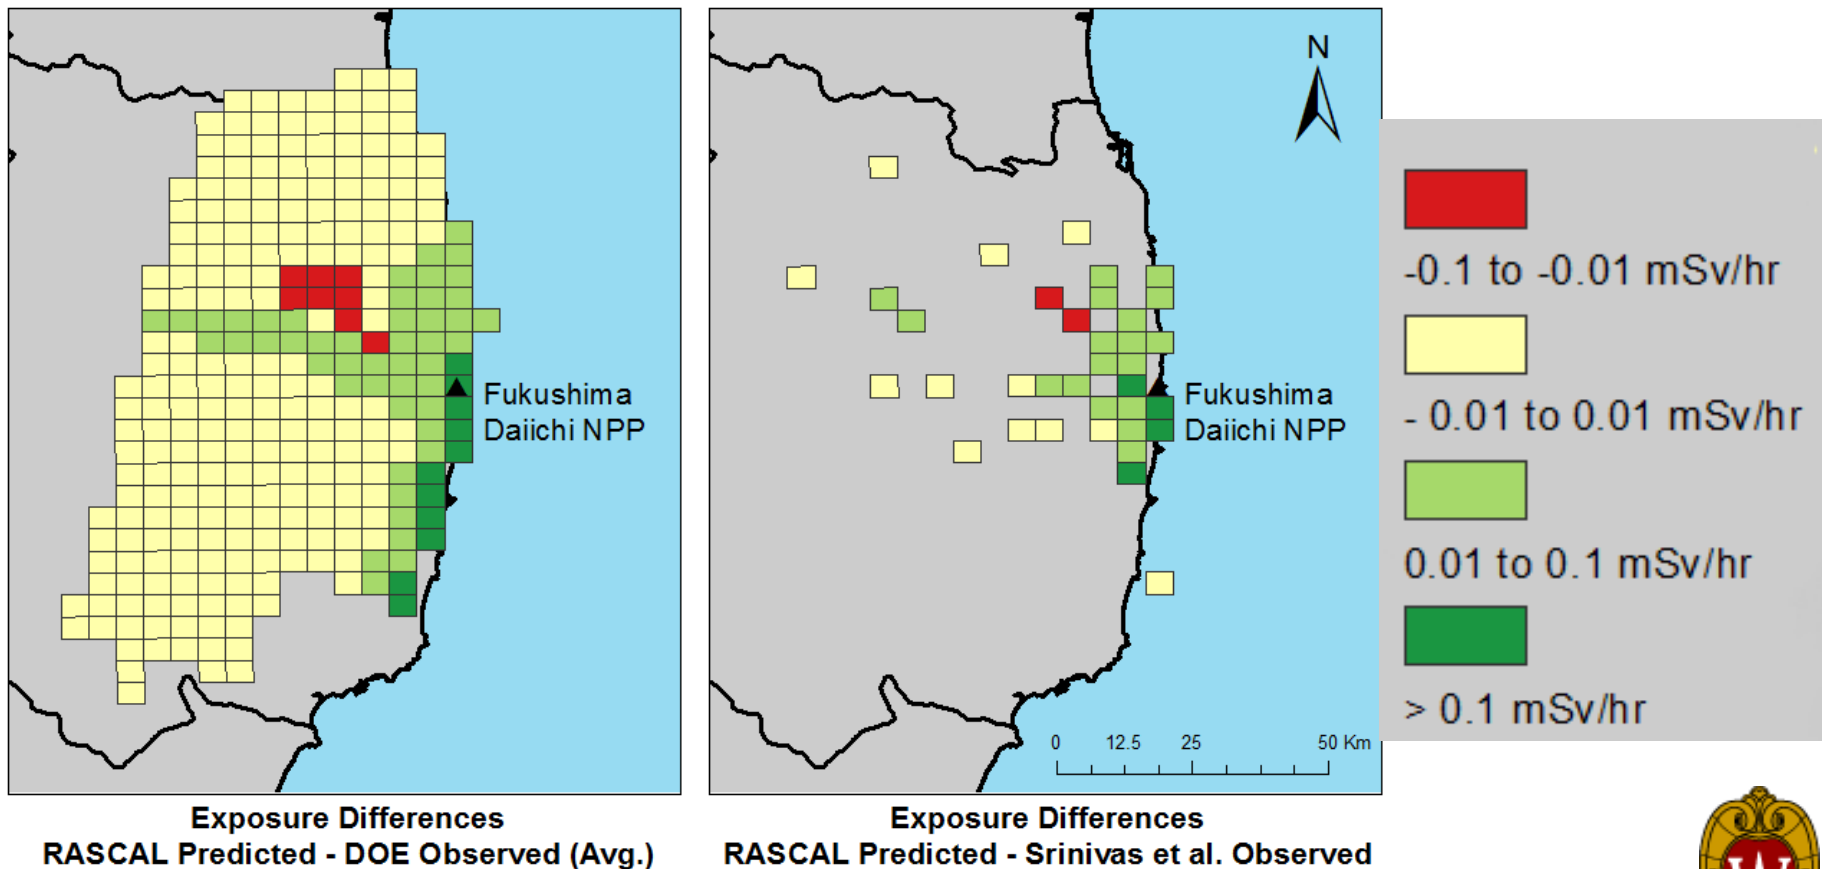 Fukushima
Daiichi NPP
Exposure Differences
RASCAL Predicted - DOE Observed (Avg.)
N
Fukushima
Daiichi NPP
0 12.5 25 50 Km
Exposure Differences
RASCAL Predicted - Srinivas et al. Observed
-0.1 to -0.01 mSv/hr
- 0.01 to 0.01 mSv/hr
0.01 to 0.1 mSv/hr
> 0.1 mSv/hr
W